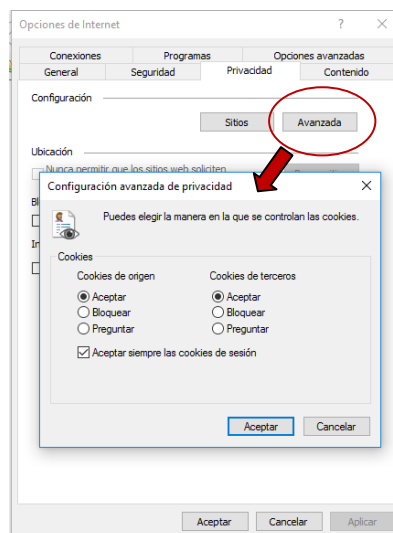 Opciones de Internet ? ×
Conexiones Programas Opciones avanzadas
General Seguridad Privacidad Contenido
Configuración
Sitios Avanzada
Ubicación
Nunca permitir que los sitios web soliciten
Configuración avanzada de privacidad ×
Puedes elegir la manera en la que se controlan las cookies.
Cookies
Cookies de origen Cookies de terceros
Aceptar Aceptar
Bloquear Bloquear
Preguntar Preguntar
Aceptar siempre las cookies de sesión
Aceptar Cancelar
Aceptar Cancelar Aplicar